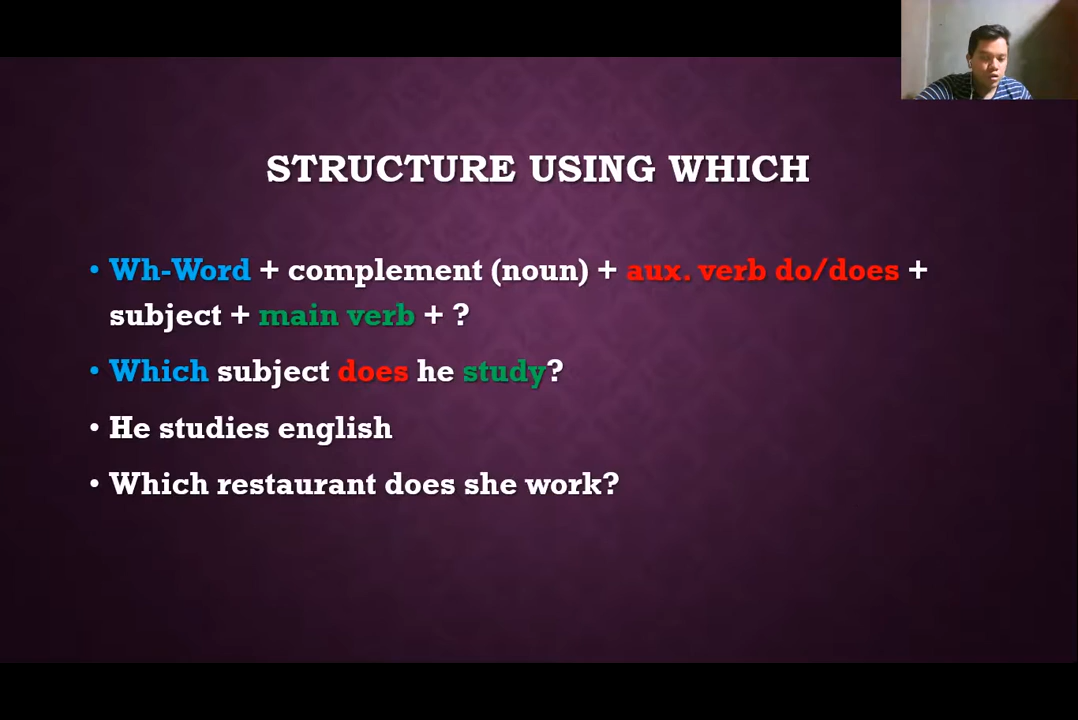 STRUCTURE USING WHICH
• Wh-Word + complement (noun) + aux. verb do/does +
subject + main verb + ?
• Which subject does he study?
• He studies english
• Which restaurant does she work?